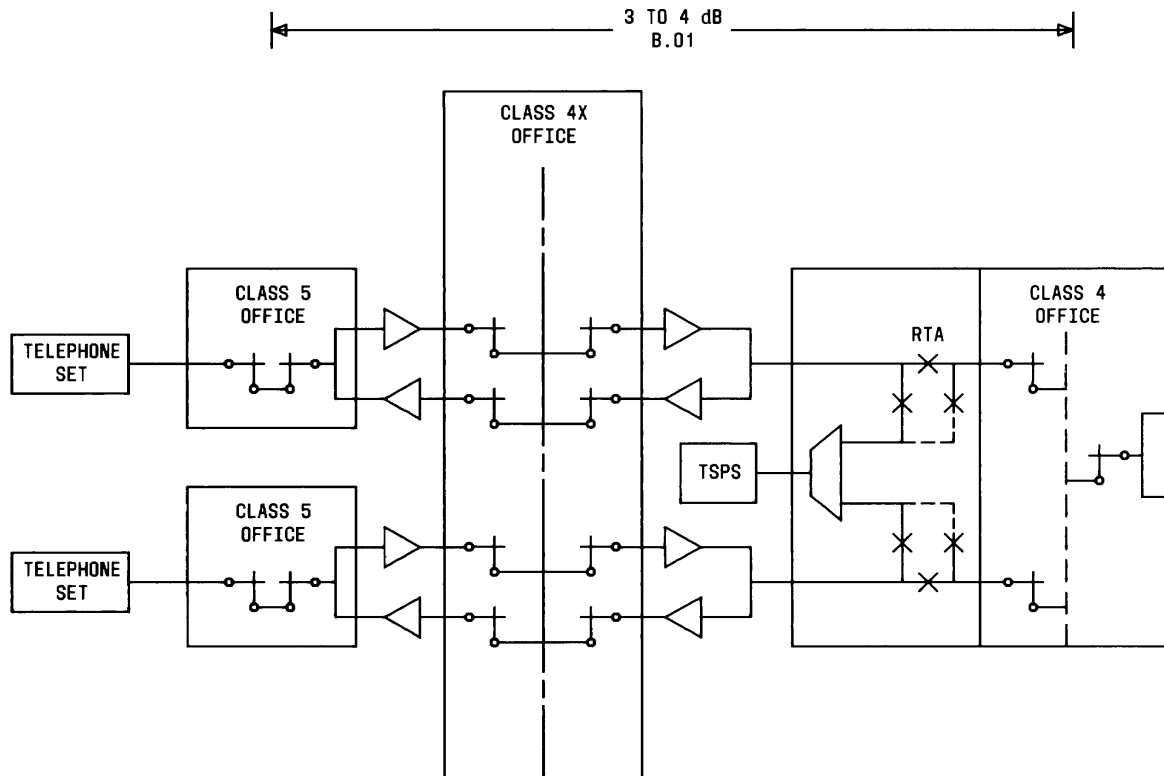 3 TO 4 dB
B.01
CLASS 4X
OFFICE
CLASS 5
OFFICE
CLASS 4
OFFICE
RTA
TELEPHONE
SET
TSPS
CLASS 5
OFFICE
TELEPHONE
SET